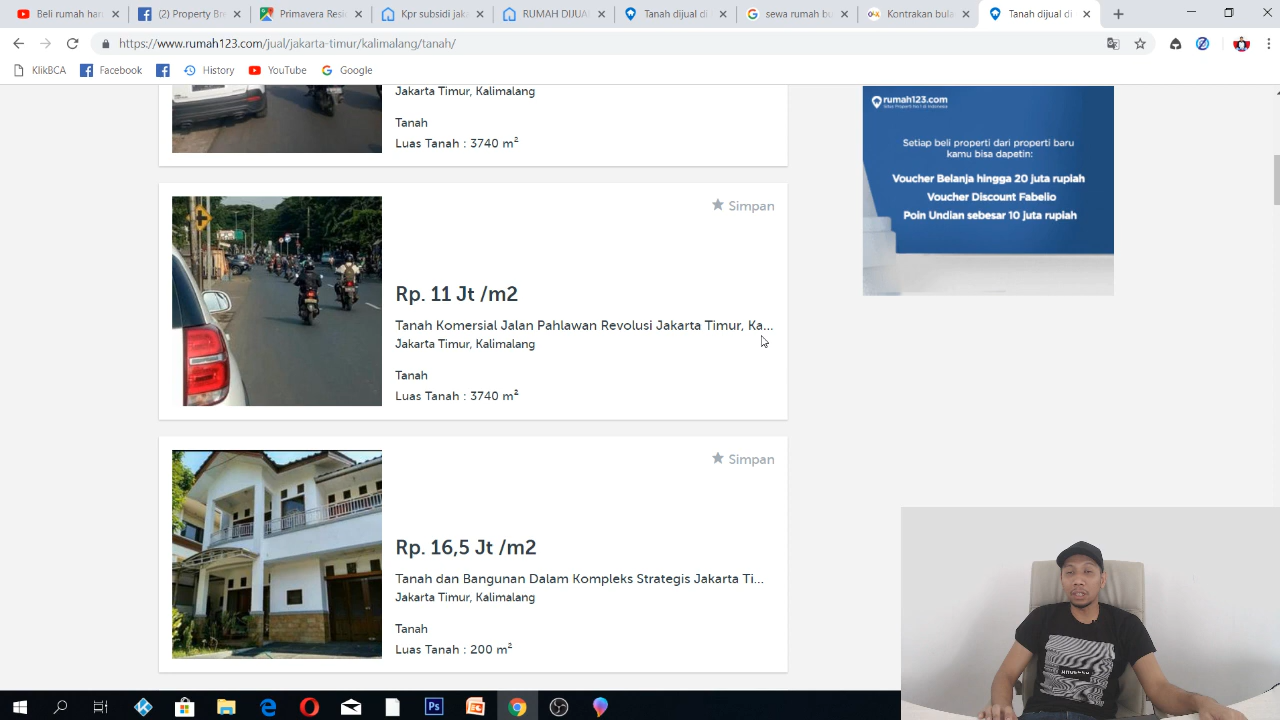 Beli rumah han
(2) Property Br
Primavera Resi
Kpr subsidi jak
RUMAH DIJUAL
Tanah dijual di
sewa rumah bu
Kontrakan bula
Tanah dijual di
https://www.rumah123.com/jual/jakarta-timur/kalimalang/tanah/
KlikBCA
Facebook
History
YouTube
Google
Jakarta Timur, Kalimalang
Tanah
Luas Tanah : 3740 m²
Simpan
Rp. 11 Jt /m2
Tanah Komersial Jalan Pahlawan Revolusi Jakarta Timur, Ka...
Jakarta Timur, Kalimalang
Tanah
Luas Tanah : 3740 m²
Simpan
Rp. 16,5 Jt /m2
Tanah dan Bangunan Dalam Kompleks Strategis Jakarta Ti...
Jakarta Timur, Kalimalang
Tanah
Luas Tanah : 200 m²
rumah123.com
Setiap beli properti dari properti baru
kamu bisa dapetin:
Voucher Belanja hingga 20 juta rupiah
Voucher Discount Fabelio
Poin Undian sebesar 10 juta rupiah